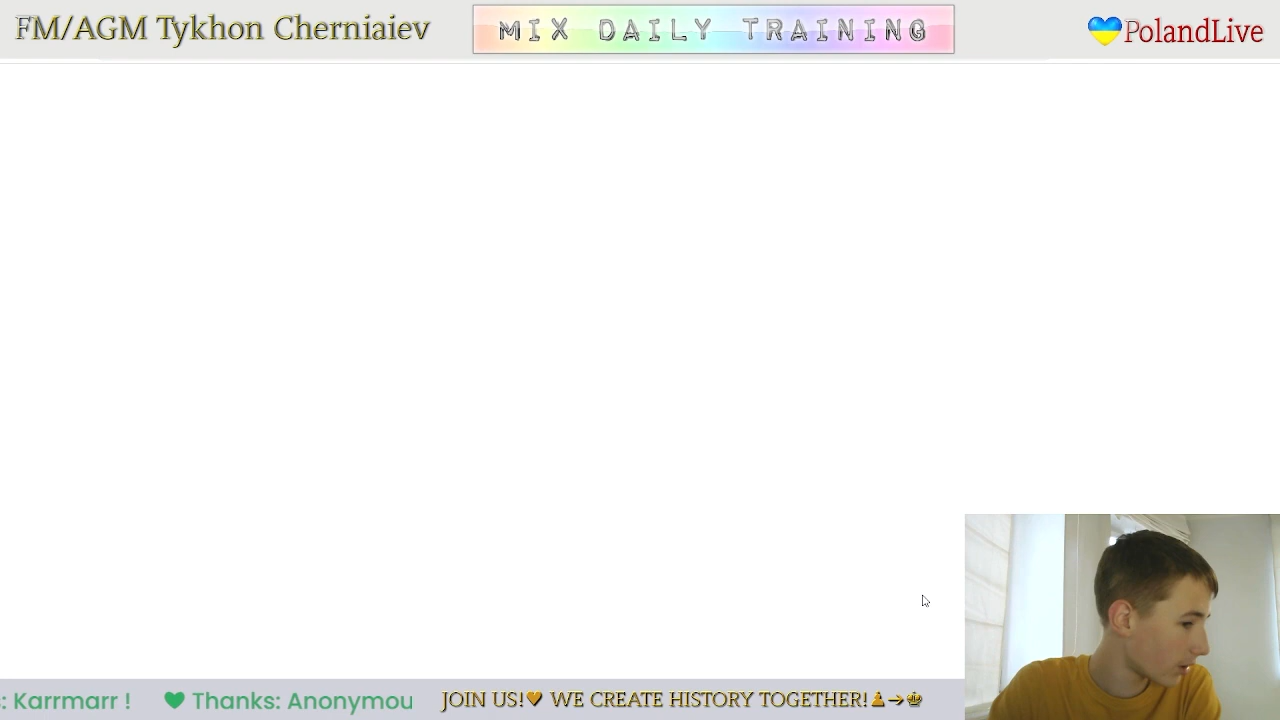 FM/AGM Tykhon Cherniaiev
MIX DAILY TRAINING
💙PolandLive
: Karrmarr ! 💚 Thanks: Anonymou
JOIN US!♥ WE CREATE HISTORY TOGETHER!♟➔♚